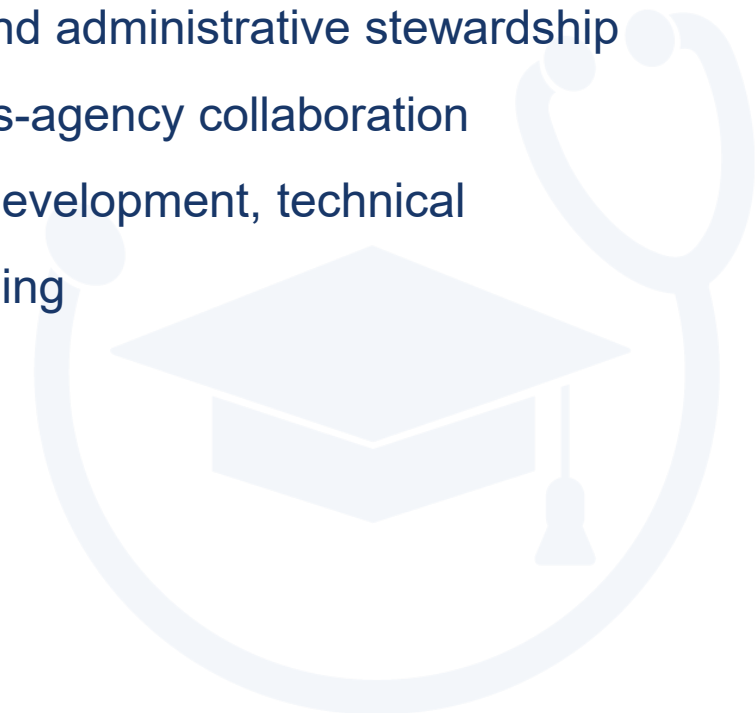 nd administrative stewardship
s-agency collaboration
evelopment, technical
ing